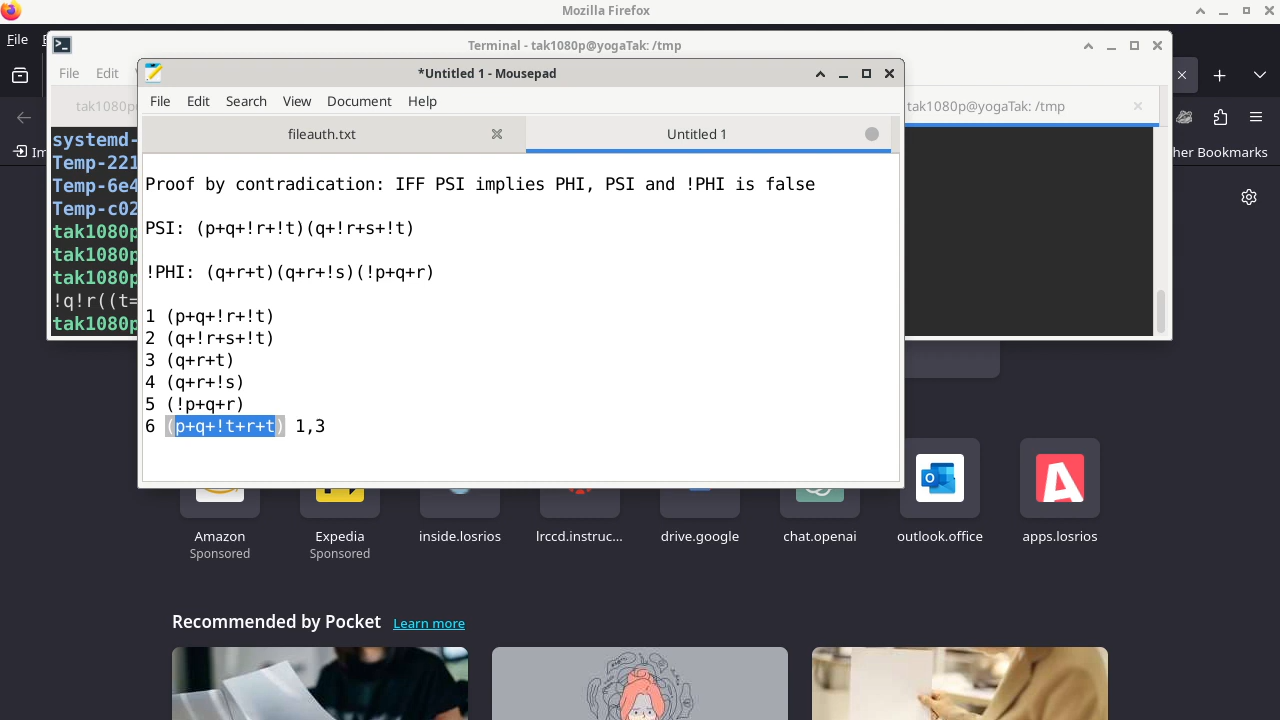 Mozilla Firefox
File
Terminal - tak1080p@yogaTak: /tmp
File Edit
*Untitled 1 - Mousepad
File Edit Search View Document Help
tak1080p@yogaTak: /tmp
fileauth.txt
Untitled 1
systemd-
Temp-221
Temp-6e4
Temp-c02
tak1080p
tak1080p
tak1080p
!q!r((t=
tak1080p
Proof by contradication: IFF PSI implies PHI, PSI and !PHI is false
PSI: (p+q+!r+!t)(q+!r+s+!t)
!PHI: (q+r+t)(q+r+!s)(!p+q+r)
1 (p+q+!r+!t)
2 (q+!r+s+!t)
3 (q+r+t)
4 (q+r+!s)
5 (!p+q+r)
6 (p+q+!t+r+t) 1,3
her Bookmarks
Amazon
Sponsored
Expedia
Sponsored
inside.losrios
lrccd.instruc...
drive.google
chat.openai
outlook.office
apps.losrios
Recommended by Pocket Learn more